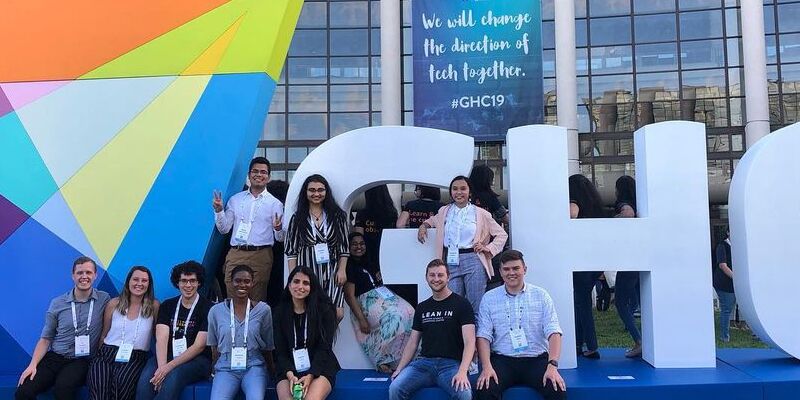 We will change
the direction of
tech together.
#GHC19
GHC
LEAN IN